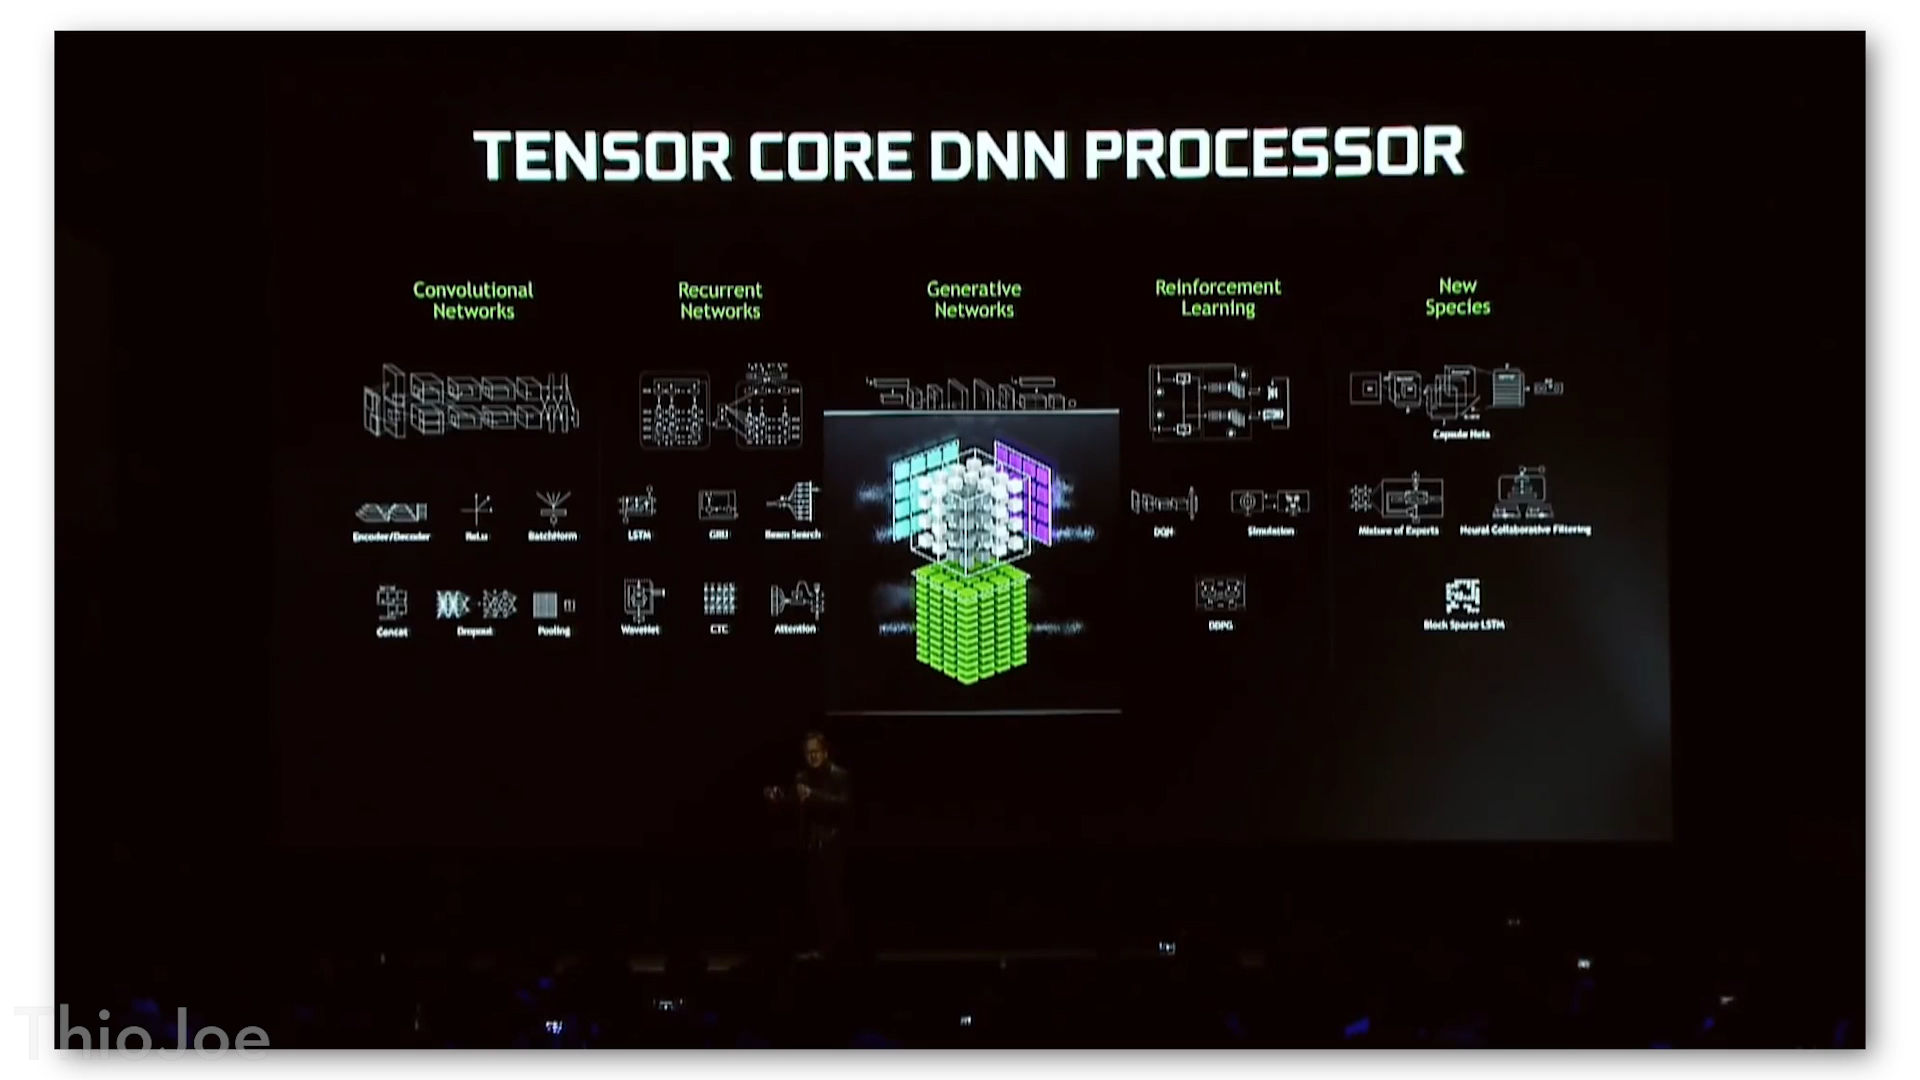 TENSOR CORE DNN PROCESSOR
Convolutional
Networks
Recurrent
Networks
Generative
Networks
Reinforcement
Learning
New
Species
Capsule Nets
Encoder/Decoder
ReLu
BatchNorm
LSTM
GRU
Beam Search
DQN
Simulation
Mixture of Experts
Neural Collaborative Filtering
Concat
Dropout
Pooling
WaveNet
CTC
Attention
DDPG
Block Sparse LSTM
ThioJoe